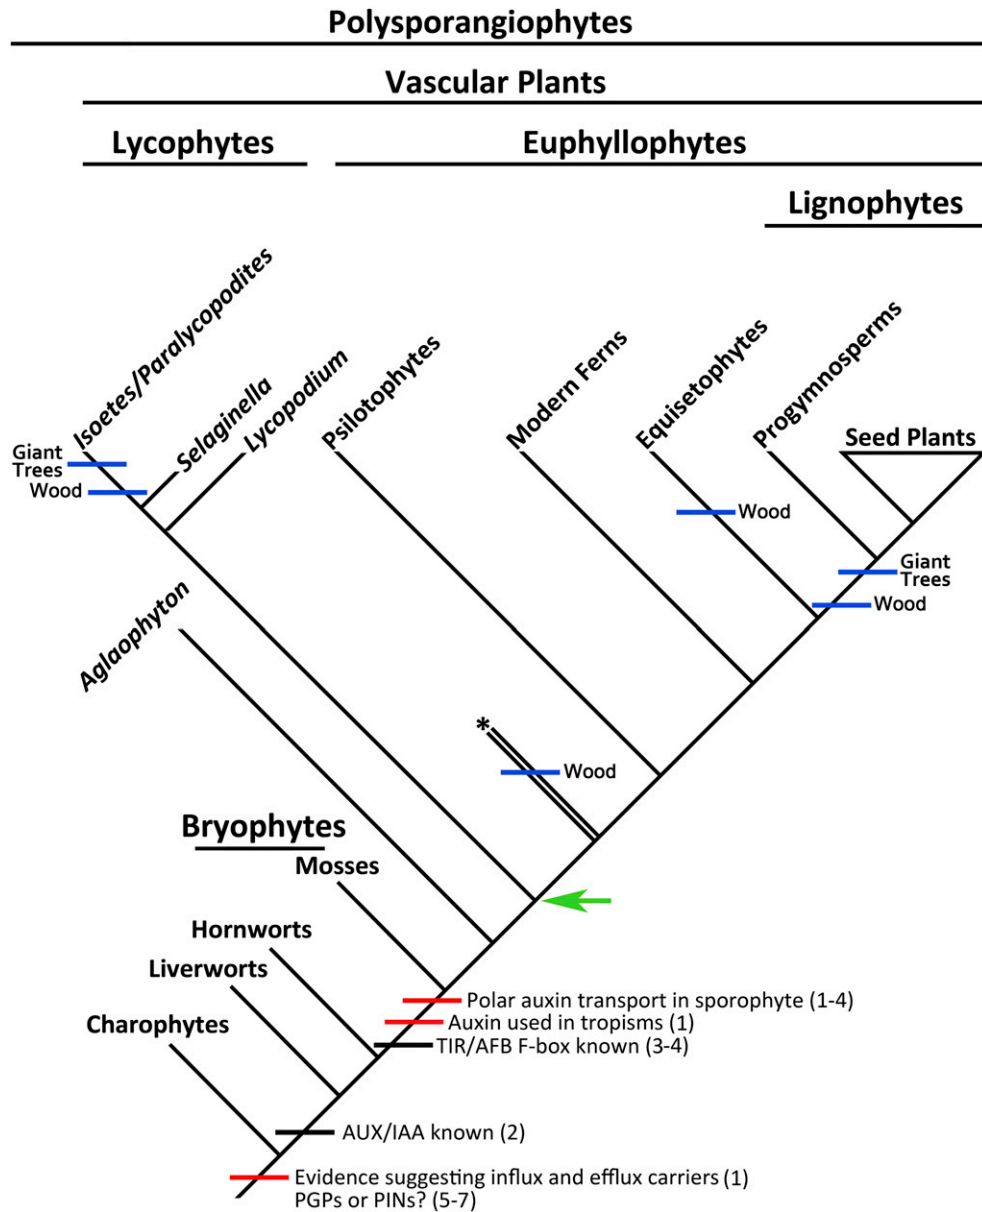 Polysporangiophytes
Vascular Plants
Lycophytes
Euphyllophytes
Lignophytes
Isoetes/Paralycopodites
Selaginella
Lycopodium
Psilotophytes
Modern Ferns
Equisetophytes
Progymnosperms
Seed Plants
Giant
Trees
Wood
Wood
Giant
Trees
Wood
Aglaophyton
*
Wood
Bryophytes
Mosses
Hornworts
Liverworts
Charophytes
Polar auxin transport in sporophyte (1-4)
Auxin used in tropisms (1)
TIR/AFB F-box known (3-4)
AUX/IAA known (2)
Evidence suggesting influx and efflux carriers (1)
PGPs or PINs? (5-7)